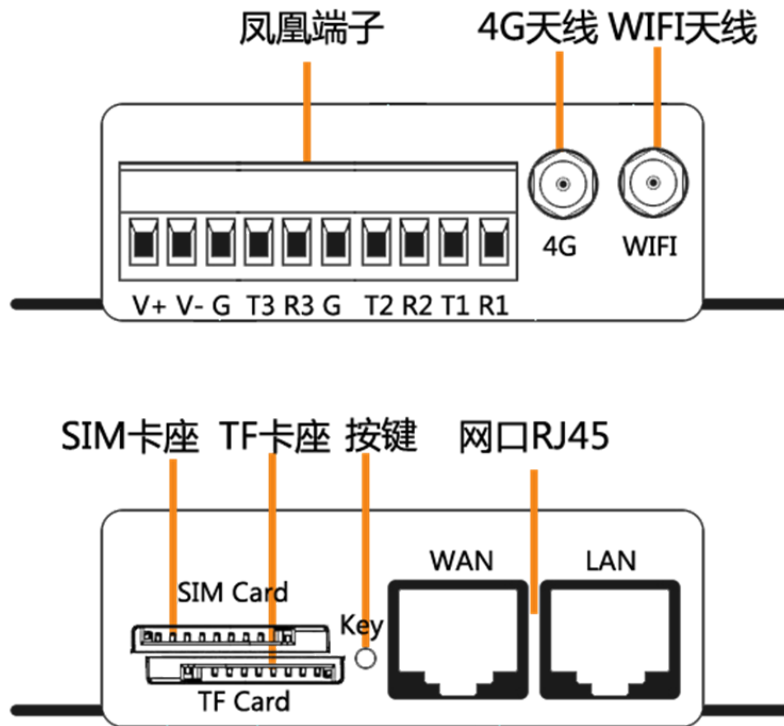 凤凰端子 4G天线 WIFI天线
4G WIFI
V+ V- G T3 R3 G T2 R2 T1 R1
SIM卡座 TF卡座 按键 网口RJ45
WAN LAN
SIM Card
Key
TF Card